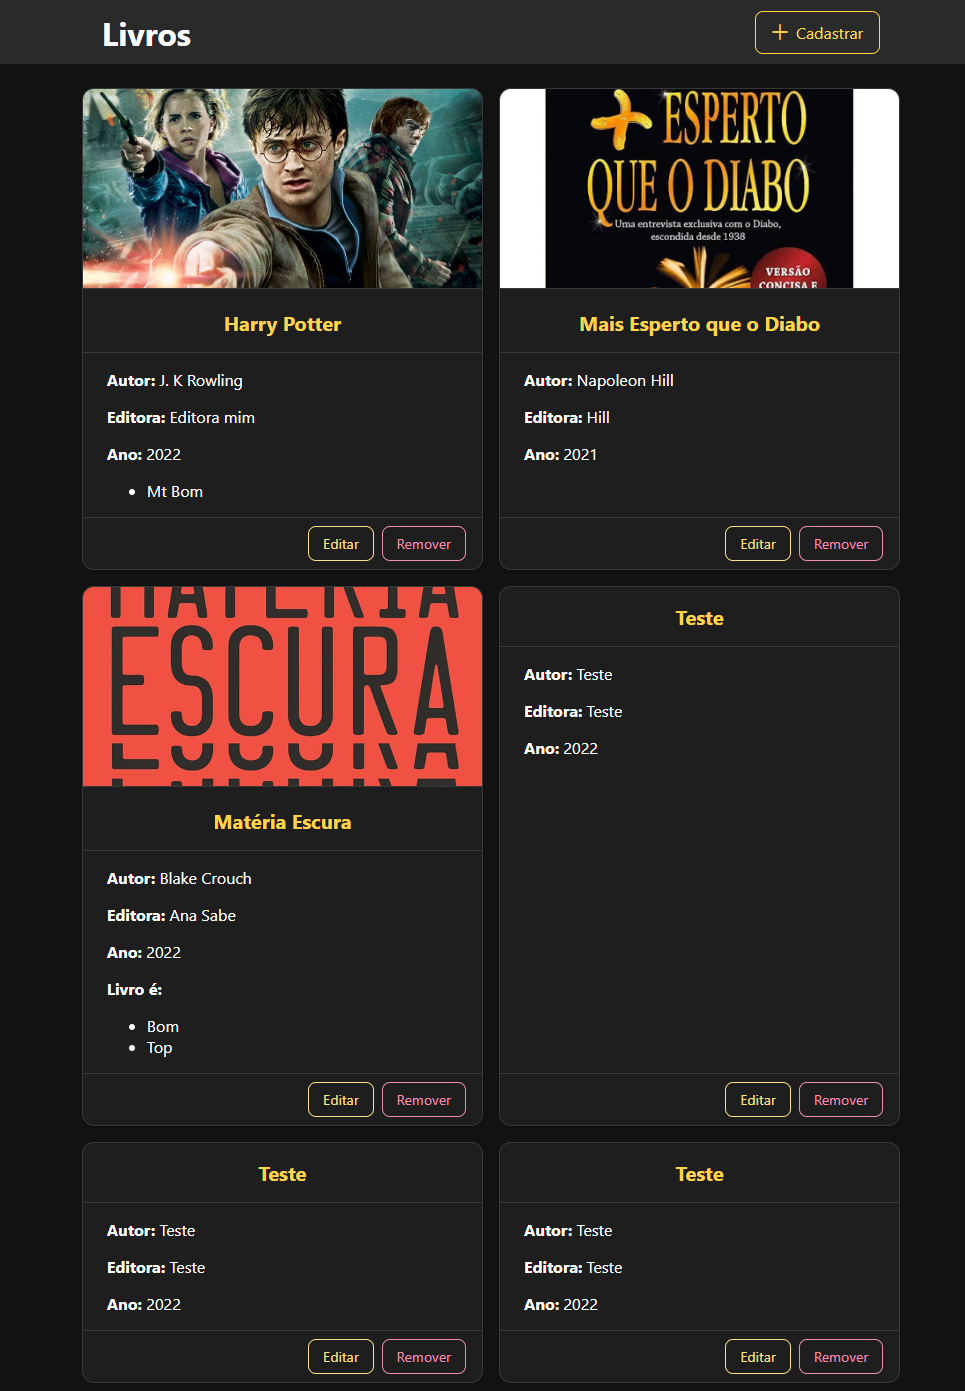 Livros
+ Cadastrar
+ ESPERTO
QUE O DIABO
Uma entrevista exclusiva com o Diabo,
escondida desde 1938
VERSÃO
CONCISA E
Harry Potter
Autor: J. K Rowling
Editora: Editora mim
Ano: 2022
• Mt Bom
Editar Remover
Mais Esperto que o Diabo
Autor: Napoleon Hill
Editora: Hill
Ano: 2021
Editar Remover
MATÉRIA
ESCURA
ESCURA
Matéria Escura
Autor: Blake Crouch
Editora: Ana Sabe
Ano: 2022
Livro é:
• Bom
• Top
Editar Remover
Teste
Autor: Teste
Editora: Teste
Ano: 2022
Editar Remover
Teste
Autor: Teste
Editora: Teste
Ano: 2022
Editar Remover
Teste
Autor: Teste
Editora: Teste
Ano: 2022
Editar Remover